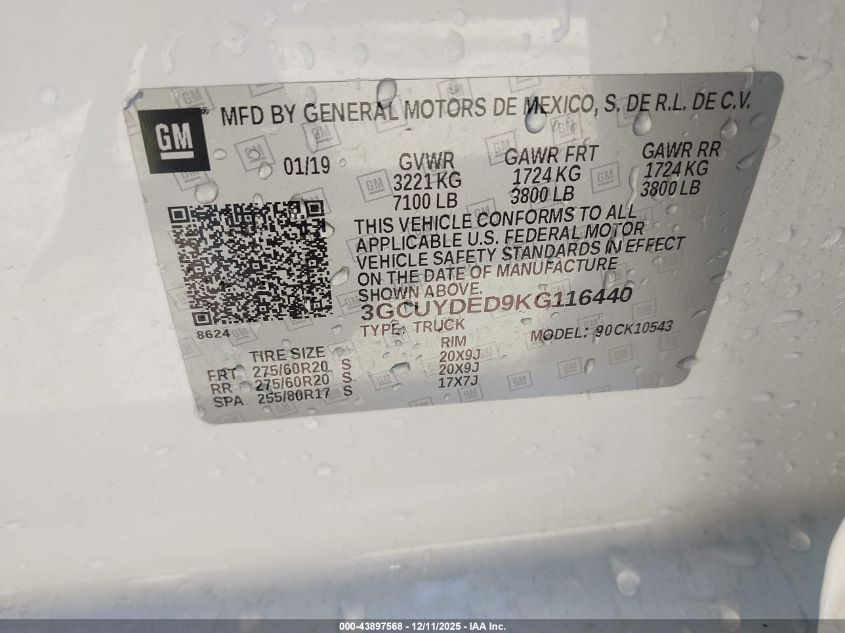 GM
® MFD BY GENERAL MOTORS DE MEXICO, S. DE R.L. DE C.V.
01/19 GVWR GAWR FRT GAWR RR
3221 KG 1724 KG 1724 KG
7100 LB 3800 LB 3800 LB
THIS VEHICLE CONFORMS TO ALL
APPLICABLE U.S. FEDERAL MOTOR
VEHICLE SAFETY STANDARDS IN EFFECT
ON THE DATE OF MANUFACTURE
SHOWN ABOVE.
3GCUYDED9KG116440
8624
TYPE: TRUCK MODEL: 90CK10543
TIRE SIZE RIM
FRT 275/60R20 S 20X9J
RR 275/60R20 S 20X9J
SPA 255/80R17 S 17X7J
000-43897568 - 12/11/2025 - IAA Inc.